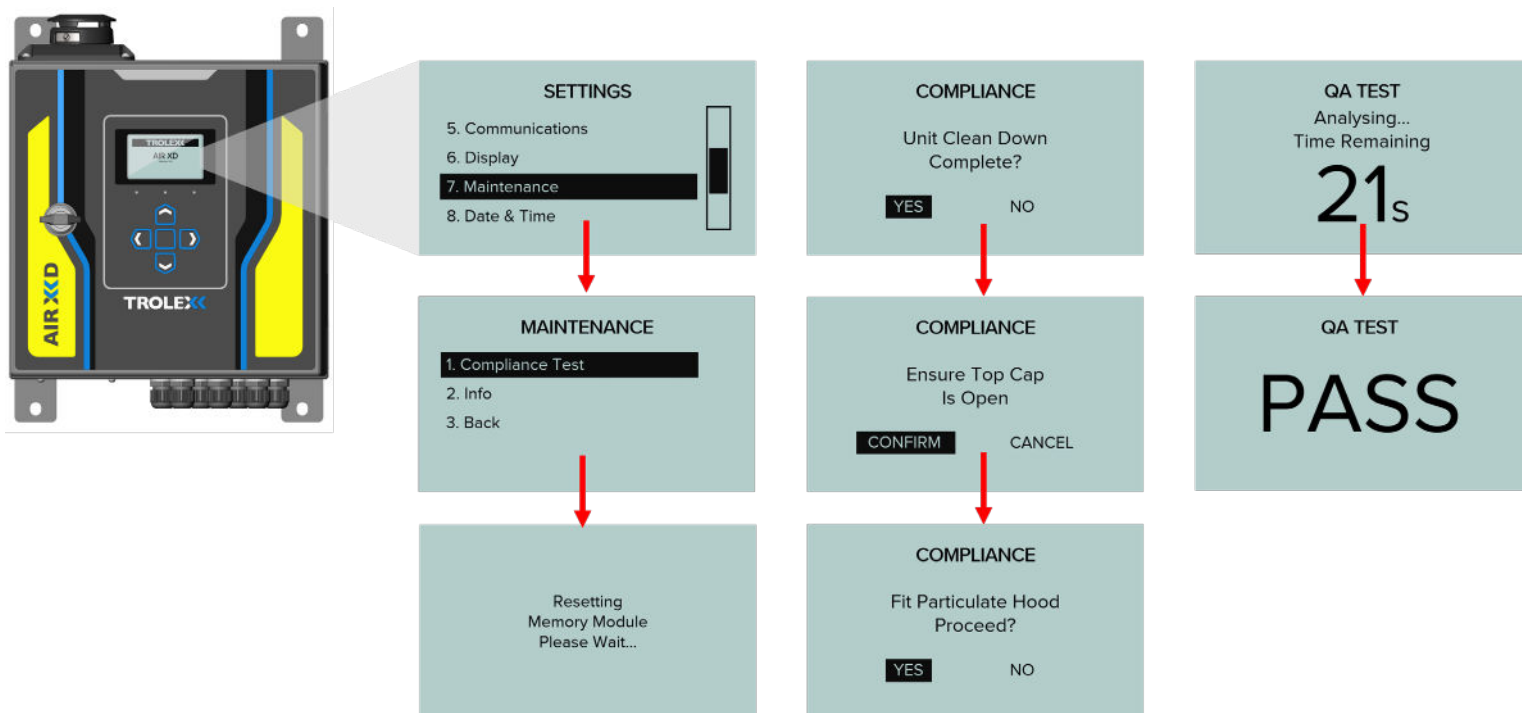 TROLEX
AIR XD
AIR XD
TROLEX
SETTINGS
5. Communications
6. Display
7. Maintenance
8. Date & Time
MAINTENANCE
1. Compliance Test
2. Info
3. Back
Resetting
Memory Module
Please Wait...
COMPLIANCE
Unit Clean Down
Complete?
YES NO
COMPLIANCE
Ensure Top Cap
Is Open
CONFIRM CANCEL
COMPLIANCE
Fit Particulate Hood
Proceed?
YES NO
QA TEST
Analysing...
Time Remaining
21s
QA TEST
PASS